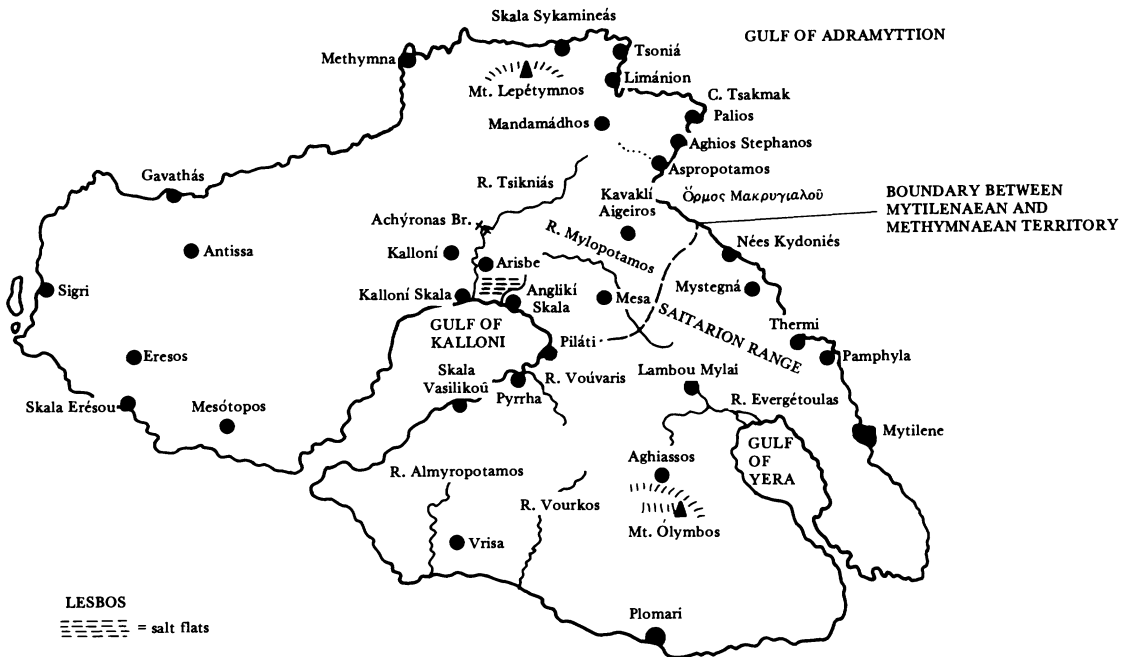 Skala Sykamineás
GULF OF ADRAMYTTION
Methymna
Tsoniá
Limánion
Mt. Lepétymnos
C. Tsakmak
Palios
Mandamádhos
Aghios Stephanos
Aspropotamos
Gavathás
R. Tsikniás
Kavaklí
Aigeiros
Ὅρμος Μακρυγιαλοῦ
BOUNDARY BETWEEN
MYTILENAEAN AND
METHYMNAEAN TERRITORY
Achýronas Br.
R. Mylopotamos
Antissa
Kalloní
Arisbe
Nées Kydoniés
Sigri
Kalloní Skala
Anglikí
Skala
Mesa
Mystegná
GULF OF
KALLONI
SAITARION RANGE
Thermi
Piláti
Pamphyla
Eresos
Skala
Vasilikoú
R. Voúvaris
Pyrrha
Lambou Mylai
Skala Erésou
Mesótopos
R. Evergétoulas
Mytilene
GULF
OF
YERA
R. Almyropotamos
Aghiassos
R. Vourkos
Mt. Ólymbos
Vrisa
LESBOS
= salt flats
Plomari